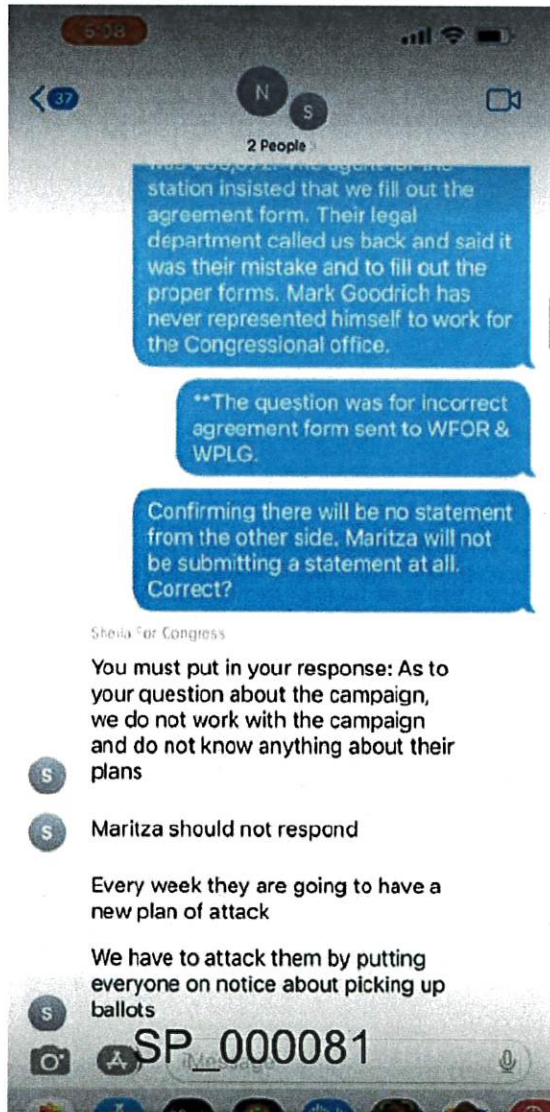 5:08
37
N
S
2 People
station insisted that we fill out the
agreement form. Their legal
department called us back and said it
was their mistake and to fill out the
proper forms. Mark Goodrich has
never represented himself to work for
the Congressional office.
**The question was for incorrect
agreement form sent to WFOR &
WPLG.
Confirming there will be no statement
from the other side. Maritza will not
be submitting a statement at all.
Correct?
Sheila For Congress
You must put in your response: As to
your question about the campaign,
we do not work with the campaign
and do not know anything about their
plans
S
Maritza should not respond
S
Every week they are going to have a
new plan of attack
We have to attack them by putting
everyone on notice about picking up
ballots
S
SP_000081
iMessage